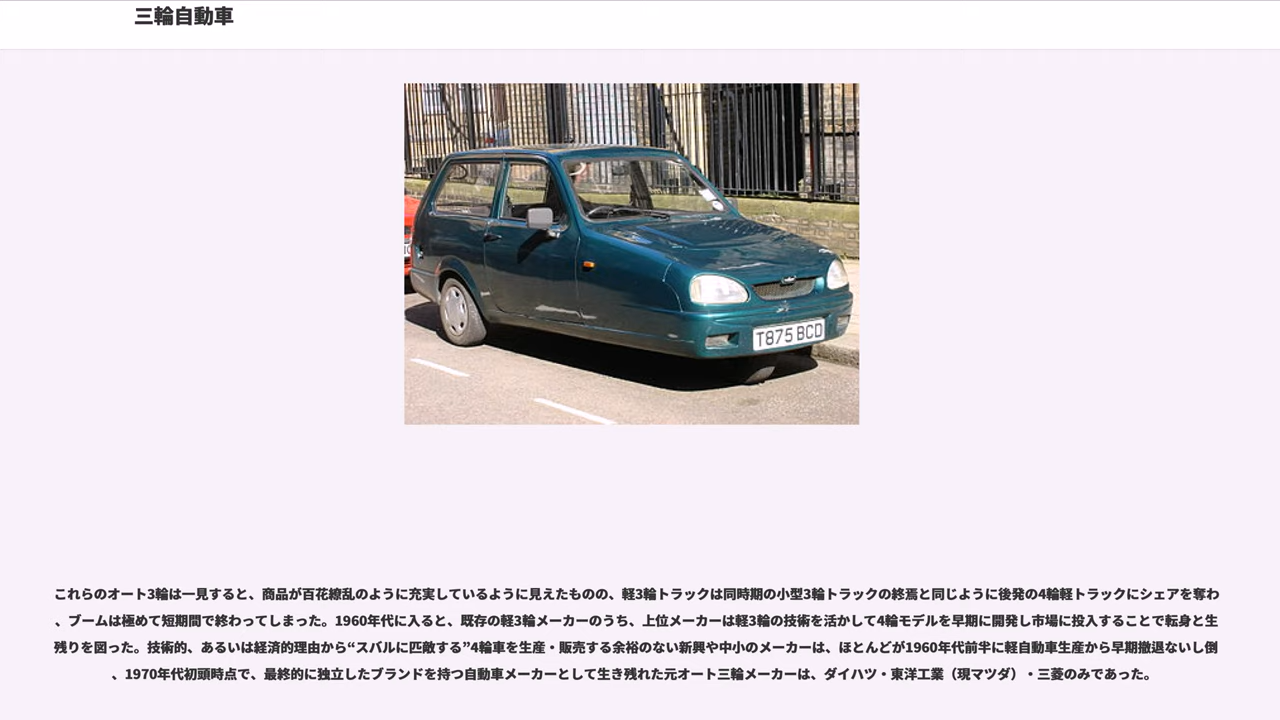 三輪自動車
T875 BCD
これらのオート3輪は一見すると、商品が百花繚乱のように充実しているように見えたものの、軽3輪トラックは同時期の小型3輪トラックの終焉と同じように後発の4輪軽トラックにシェアを奪わ
、ブームは極めて短期間で終わってしまった。1960年代に入ると、既存の軽3輪メーカーのうち、上位メーカーは軽3輪の技術を活かして4輪モデルを早期に開発し市場に投入することで転身と生
残りを図った。技術的、あるいは経済的理由から“スバルに匹敵する”4輪車を生産・販売する余裕のない新興や中小のメーカーは、ほとんどが1960年代前半に軽自動車生産から早期撤退ないし倒
、1970年代初頭時点で、最終的に独立したブランドを持つ自動車メーカーとして生き残れた元オート三輪メーカーは、ダイハツ・東洋工業（現マツダ）・三菱のみであった。